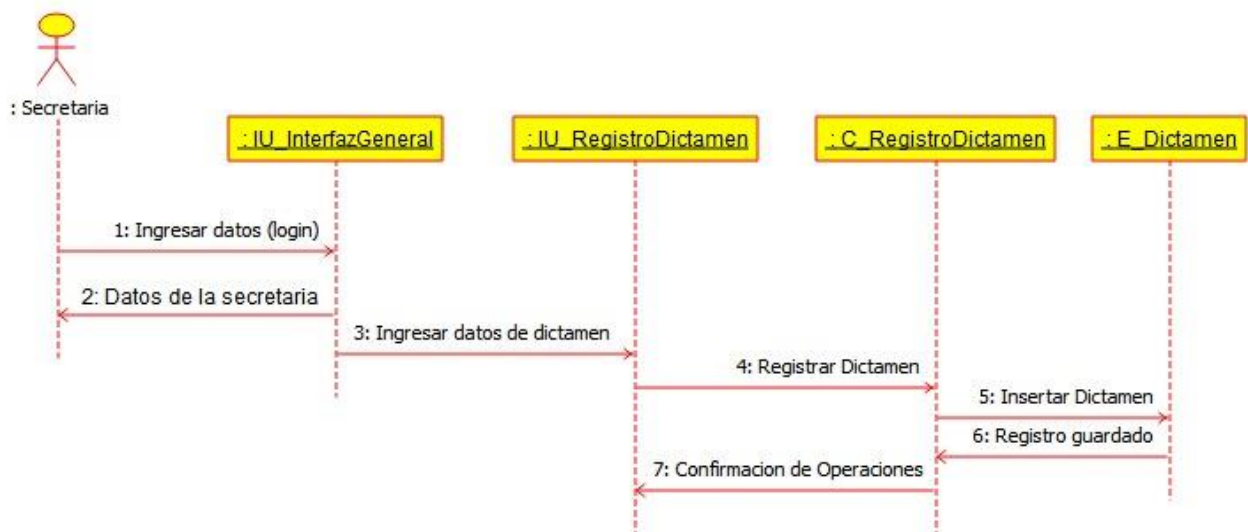 : Secretaria
: IU_InterfazGeneral
: IU_RegistroDictamen
: C_RegistroDictamen
: E_Dictamen
1: Ingresar datos (login)
2: Datos de la secretaria
3: Ingresar datos de dictamen
4: Registrar Dictamen
5: Insertar Dictamen
6: Registro guardado
7: Confirmacion de Operaciones